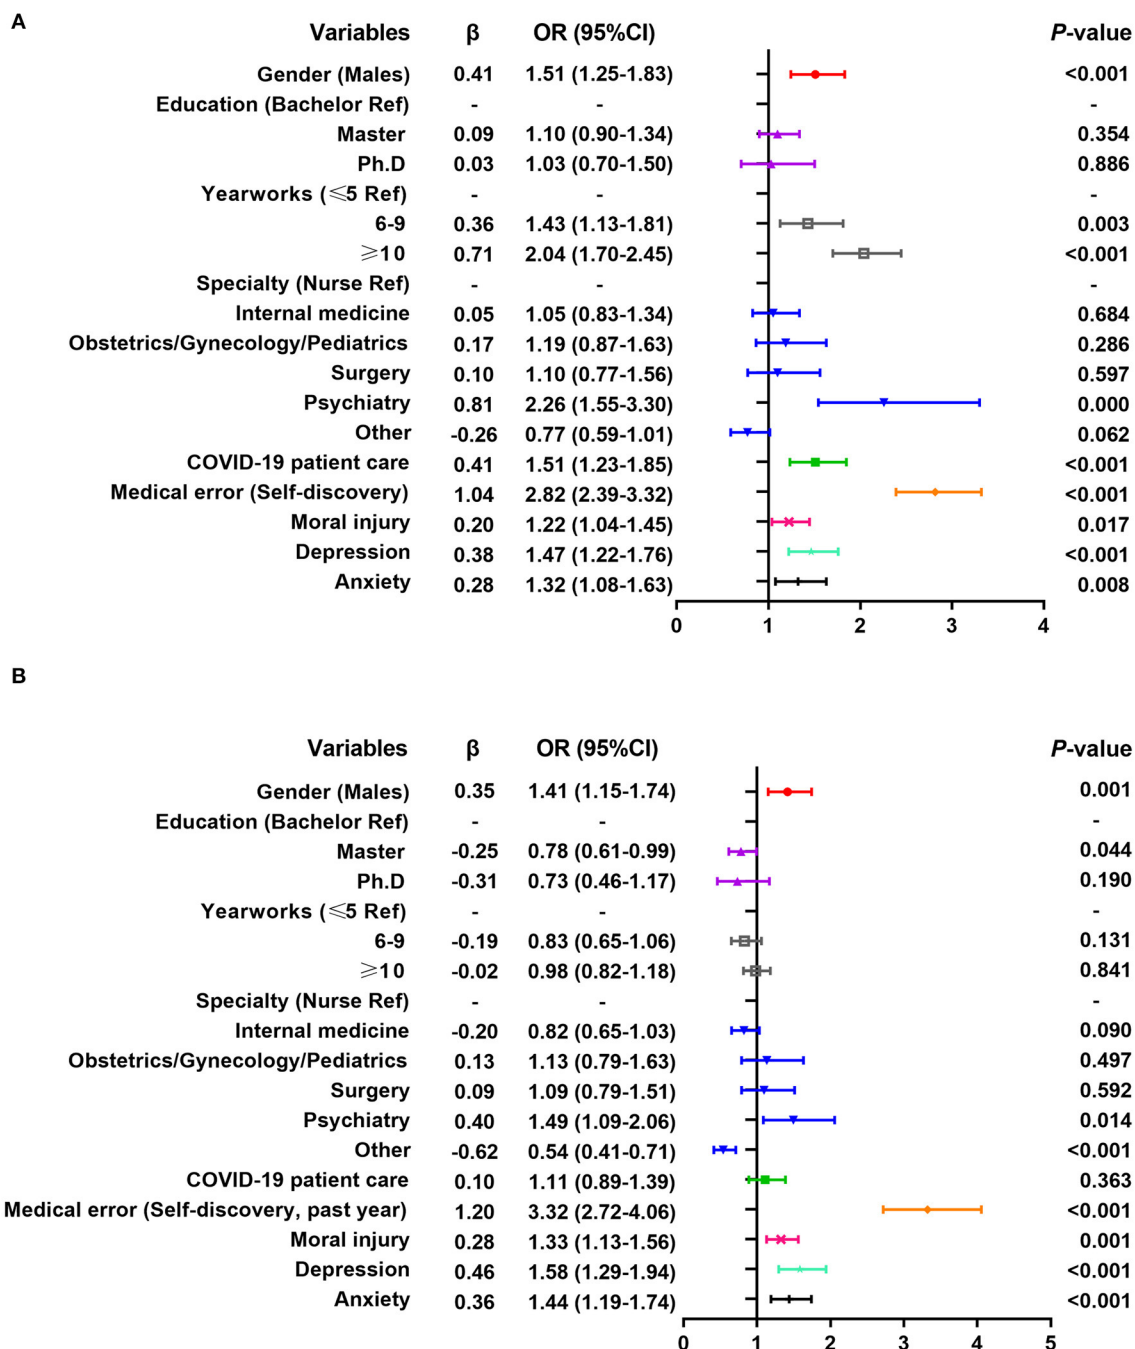 A
Variables β OR (95%CI) P-value
Gender (Males) 0.41 1.51 (1.25-1.83) <0.001
Education (Bachelor Ref) - - -
Master 0.09 1.10 (0.90-1.34) 0.354
Ph.D 0.03 1.03 (0.70-1.50) 0.886
Yearworks (⩽5 Ref) - - -
6-9 0.36 1.43 (1.13-1.81) 0.003
⩾10 0.71 2.04 (1.70-2.45) <0.001
Specialty (Nurse Ref) - - -
Internal medicine 0.05 1.05 (0.83-1.34) 0.684
Obstetrics/Gynecology/Pediatrics 0.17 1.19 (0.87-1.63) 0.286
Surgery 0.10 1.10 (0.77-1.56) 0.597
Psychiatry 0.81 2.26 (1.55-3.30) 0.000
Other -0.26 0.77 (0.59-1.01) 0.062
COVID-19 patient care 0.41 1.51 (1.23-1.85) <0.001
Medical error (Self-discovery) 1.04 2.82 (2.39-3.32) <0.001
Moral injury 0.20 1.22 (1.04-1.45) 0.017
Depression 0.38 1.47 (1.22-1.76) <0.001
Anxiety 0.28 1.32 (1.08-1.63) 0.008
0 1 2 3 4
B
Variables β OR (95%CI) P-value
Gender (Males) 0.35 1.41 (1.15-1.74) 0.001
Education (Bachelor Ref) - - -
Master -0.25 0.78 (0.61-0.99) 0.044
Ph.D -0.31 0.73 (0.46-1.17) 0.190
Yearworks (⩽5 Ref) - - -
6-9 -0.19 0.83 (0.65-1.06) 0.131
⩾10 -0.02 0.98 (0.82-1.18) 0.841
Specialty (Nurse Ref) - - -
Internal medicine -0.20 0.82 (0.65-1.03) 0.090
Obstetrics/Gynecology/Pediatrics 0.13 1.13 (0.79-1.63) 0.497
Surgery 0.09 1.09 (0.79-1.51) 0.592
Psychiatry 0.40 1.49 (1.09-2.06) 0.014
Other -0.62 0.54 (0.41-0.71) <0.001
COVID-19 patient care 0.10 1.11 (0.89-1.39) 0.363
Medical error (Self-discovery, past year) 1.20 3.32 (2.72-4.06) <0.001
Moral injury 0.28 1.33 (1.13-1.56) 0.001
Depression 0.46 1.58 (1.29-1.94) <0.001
Anxiety 0.36 1.44 (1.19-1.74) <0.001
0 1 2 3 4 5